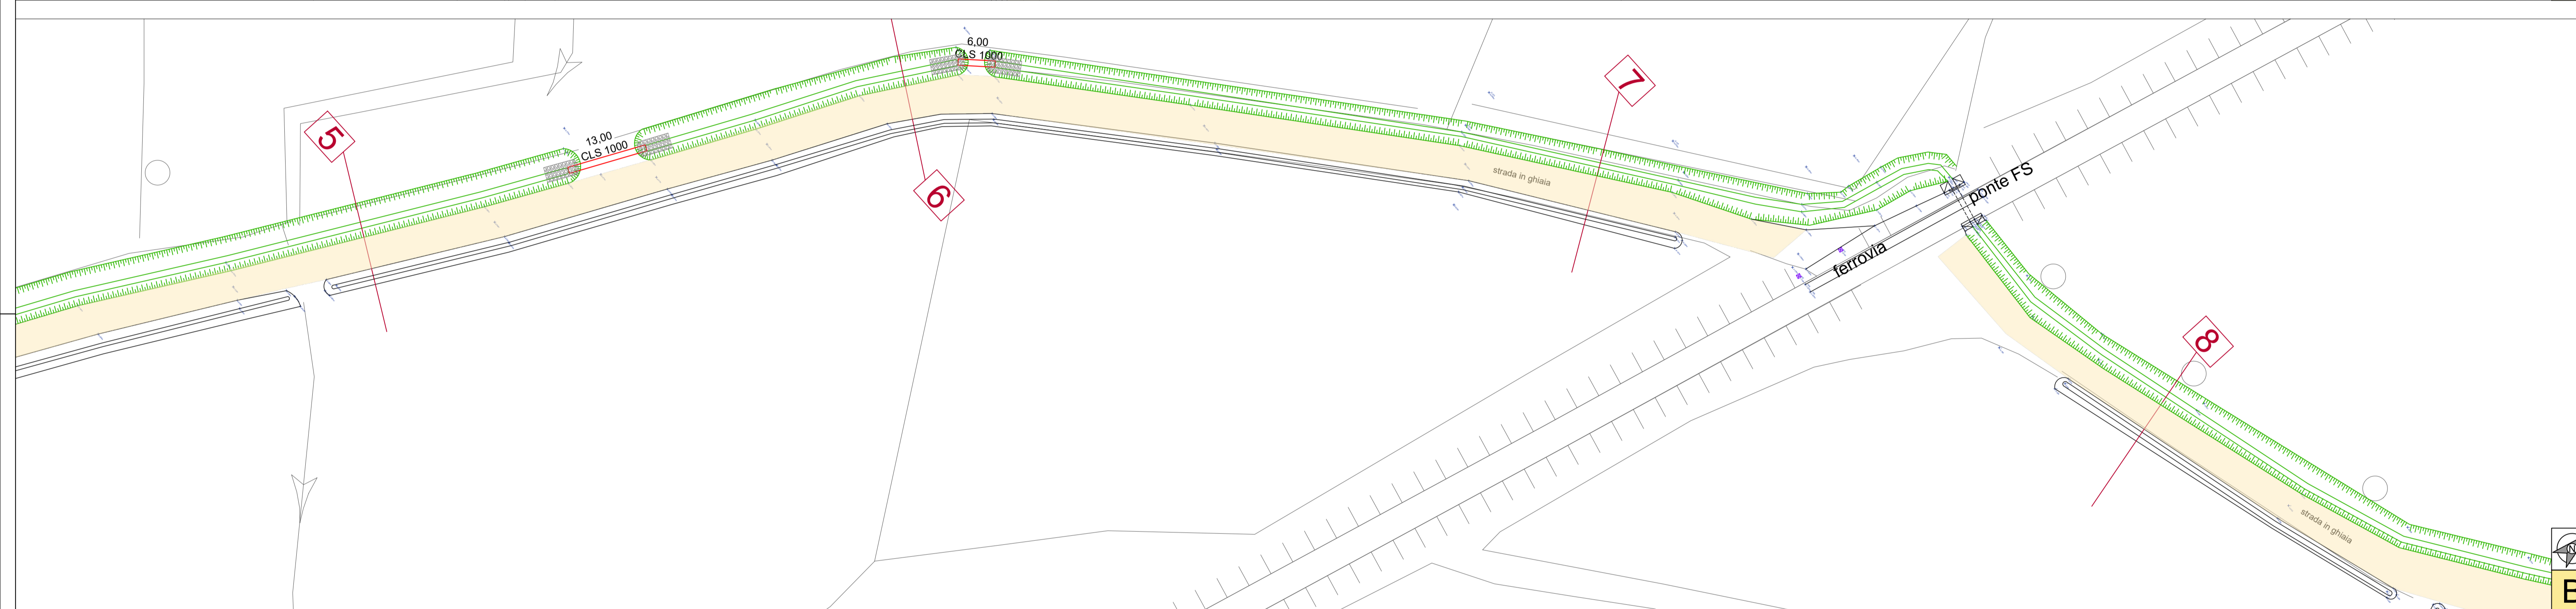 6,00
CLS 1000
7
5
13,00
CLS 1000
strada in ghiaia
6
ponte FS
ferrovia
8
strada in ghiaia
N